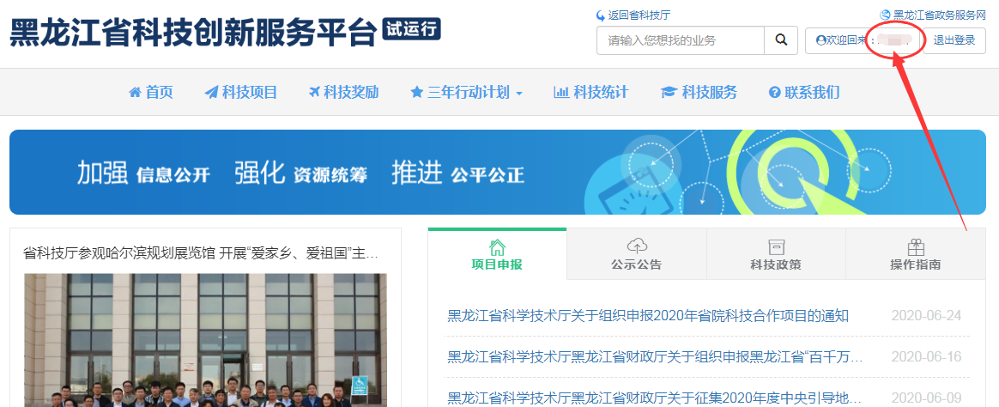 黑龙江省科技创新服务平台 试运行
返回省科技厅
黑龙江省政务服务网
请输入您想找的业务
欢迎回来：
退出登录
首页
科技项目
科技奖励
三年行动计划
科技统计
科技服务
联系我们
加强 信息公开 强化 资源统筹 推进 公平公正
省科技厅参观哈尔滨规划展览馆 开展“爱家乡、爱祖国”主...
项目申报
公示公告
科技政策
操作指南
黑龙江省科学技术厅关于组织申报2020年省院科技合作项目的通知 2020-06-24
黑龙江省科学技术厅黑龙江省财政厅关于组织申报黑龙江省“百千万... 2020-06-16
黑龙江省科学技术厅黑龙江省财政厅关于征集2020年度中央引导地... 2020-06-09